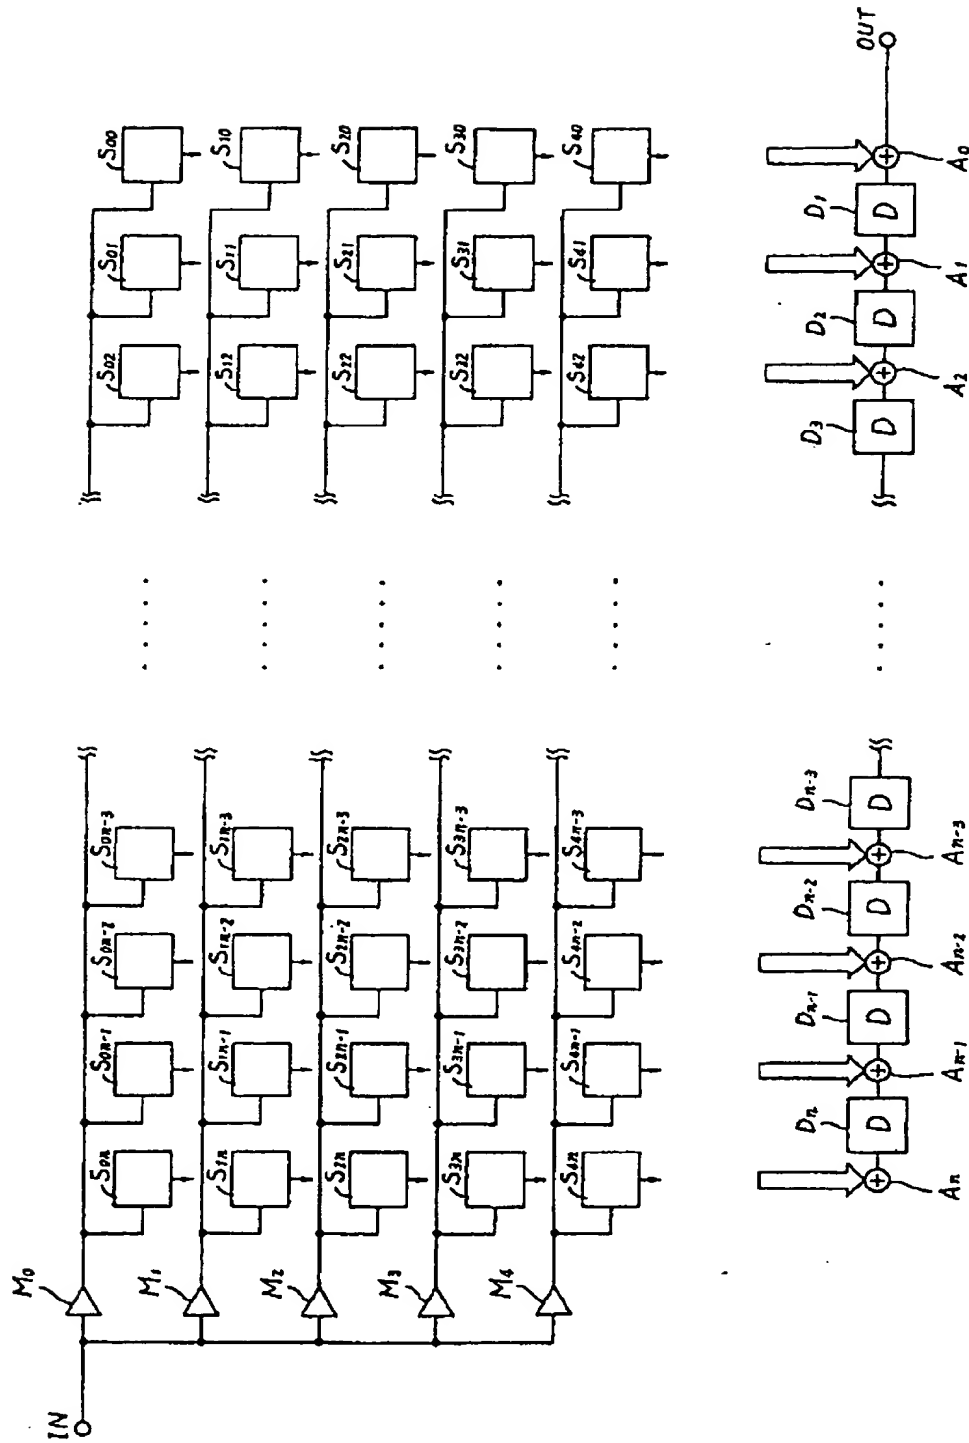 M0
IN
S0n S0n-1 S0n-2 S0n-3 S02 S01 S00
M1
S1n S1n-1 S1n-2 S1n-3 S12 S11 S10
M2
S2n S2n-1 S2n-2 S2n-3 S22 S21 S20
M3
S3n S3n-1 S3n-2 S3n-3 S32 S31 S30
M4
S4n S4n-1 S4n-2 S4n-3 S42 S41 S40
Dn Dn-1 Dn-2 Dn-3 D3 D2 D1 OUT
D D D D D D D
An An-1 An-2 An-3 A2 A1 A0